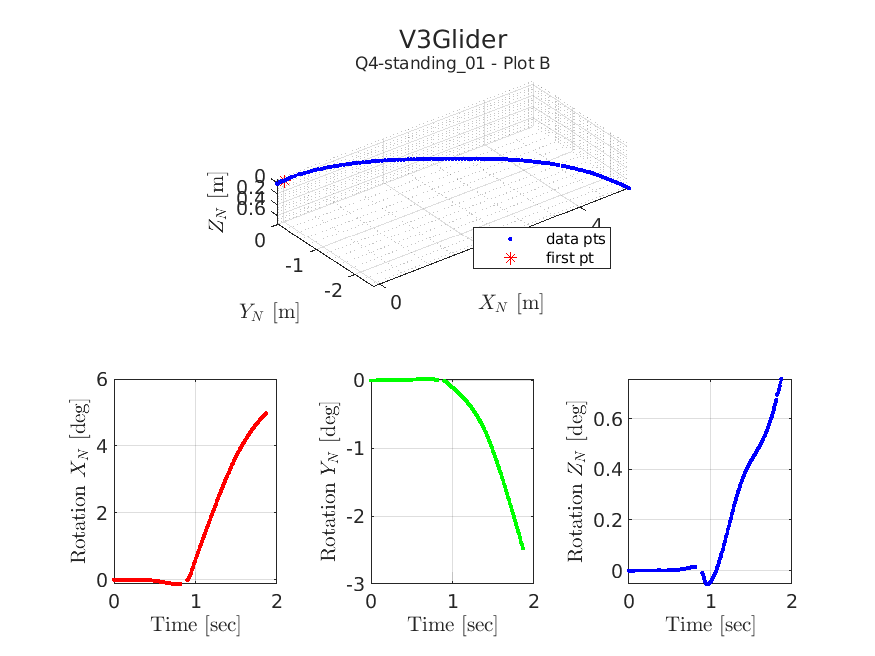 V3Glider
Q4-standing_01 - Plot B
Z_N [m]
0
0.2
0.4
0.6
0
-1
-2
Y_N [m]
0
4
X_N [m]
data pts
first pt
Rotation X_N [deg]
6
4
2
0
0 1 2
Time [sec]
Rotation Y_N [deg]
0
-1
-2
-3
0 1 2
Time [sec]
Rotation Z_N [deg]
0.6
0.4
0.2
0
0 1 2
Time [sec]